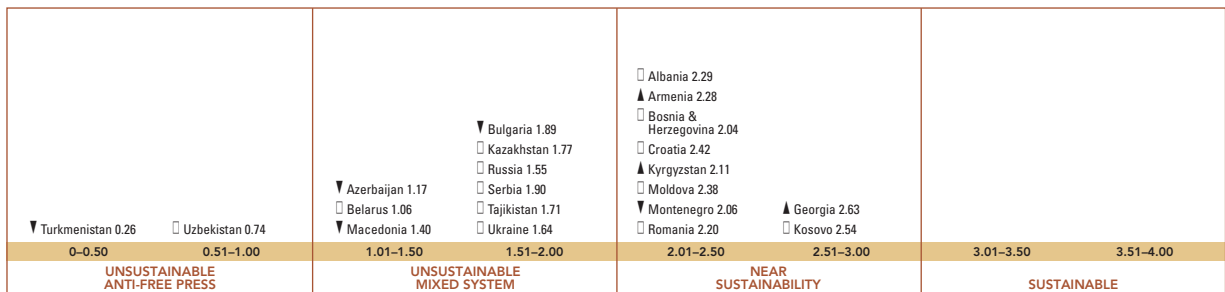 ▼ Turkmenistan 0.26
□ Uzbekistan 0.74
▼ Azerbaijan 1.17
□ Belarus 1.06
▼ Macedonia 1.40
▼ Bulgaria 1.89
□ Kazakhstan 1.77
□ Russia 1.55
□ Serbia 1.90
□ Tajikistan 1.71
□ Ukraine 1.64
□ Albania 2.29
▲ Armenia 2.28
□ Bosnia &
Herzegovina 2.04
□ Croatia 2.42
▲ Kyrgyzstan 2.11
□ Moldova 2.38
▼ Montenegro 2.06
□ Romania 2.20
▲ Georgia 2.63
□ Kosovo 2.54
0–0.50
0.51–1.00
1.01–1.50
1.51–2.00
2.01–2.50
2.51–3.00
3.01–3.50
3.51–4.00
UNSUSTAINABLE
ANTI-FREE PRESS
UNSUSTAINABLE
MIXED SYSTEM
NEAR
SUSTAINABILITY
SUSTAINABLE